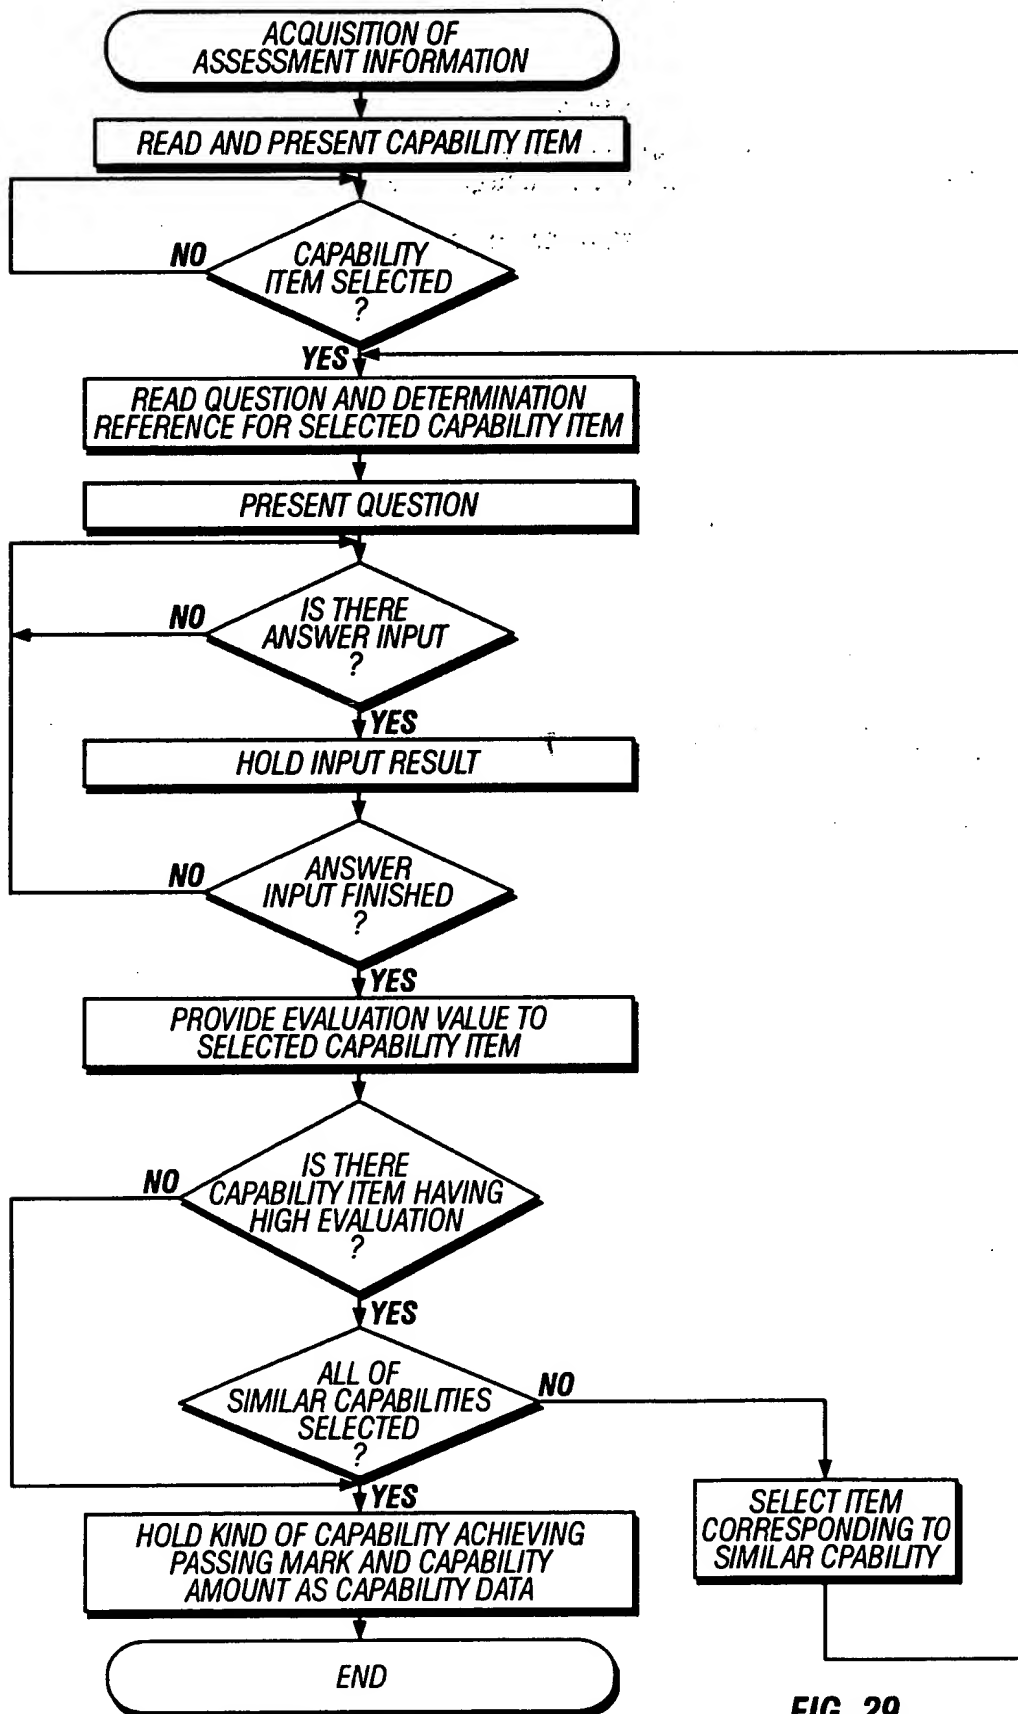 ACQUISITION OF
ASSESSMENT INFORMATION
READ AND PRESENT CAPABILITY ITEM
NO
CAPABILITY
ITEM SELECTED
?
YES
READ QUESTION AND DETERMINATION
REFERENCE FOR SELECTED CAPABILITY ITEM
PRESENT QUESTION
NO
IS THERE
ANSWER INPUT
?
YES
HOLD INPUT RESULT
NO
ANSWER
INPUT FINISHED
?
YES
PROVIDE EVALUATION VALUE TO
SELECTED CAPABILITY ITEM
NO
IS THERE
CAPABILITY ITEM HAVING
HIGH EVALUATION
?
YES
ALL OF
SIMILAR CAPABILITIES
SELECTED
?
NO
YES
SELECT ITEM
CORRESPONDING TO
SIMILAR CPABILITY
HOLD KIND OF CAPABILITY ACHIEVING
PASSING MARK AND CAPABILITY
AMOUNT AS CAPABILITY DATA
END
FIG. 29